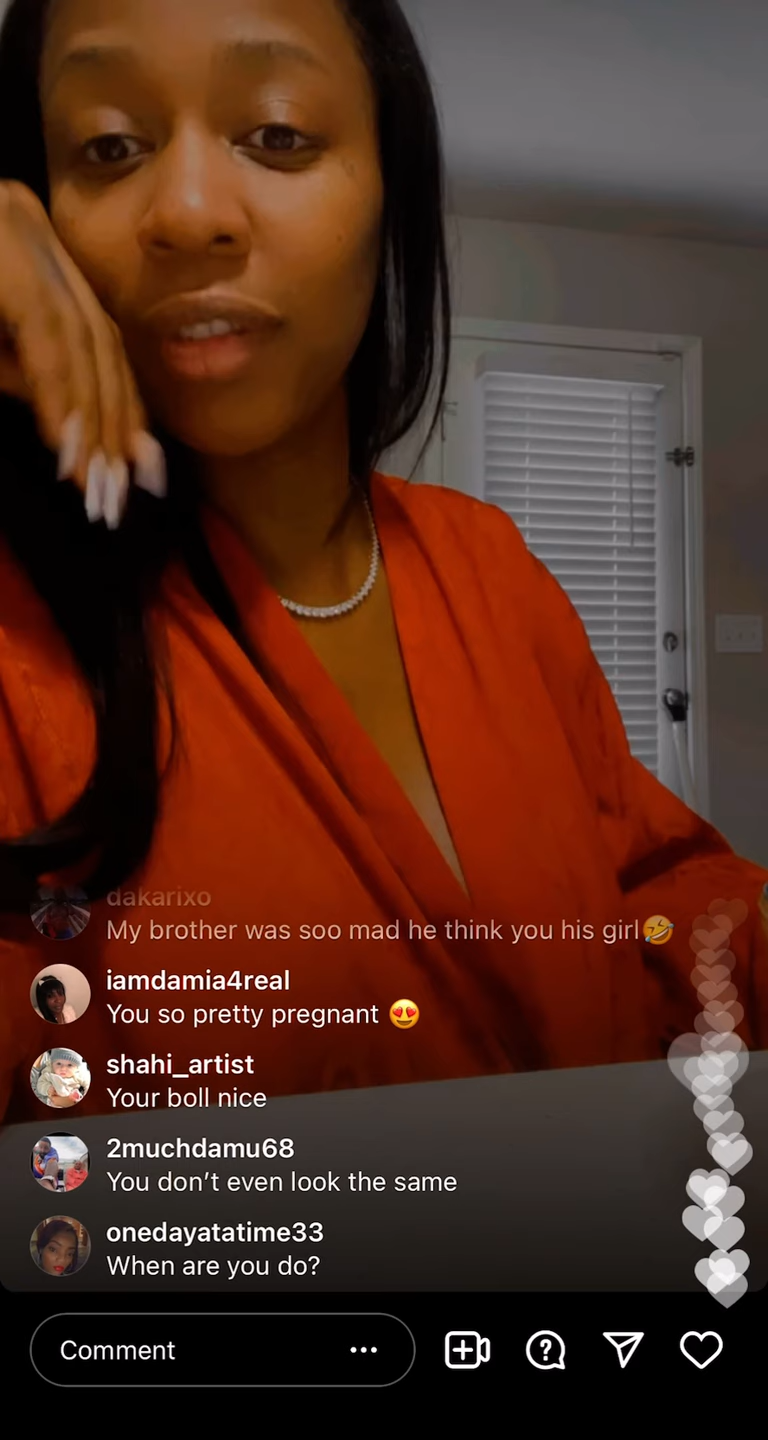 dakarixo
My brother was soo mad he think you his girl🤣
iamdamia4real
You so pretty pregnant 😍
shahi_artist
Your boll nice
2muchdamu68
You don’t even look the same
onedayatatime33
When are you do?
Comment